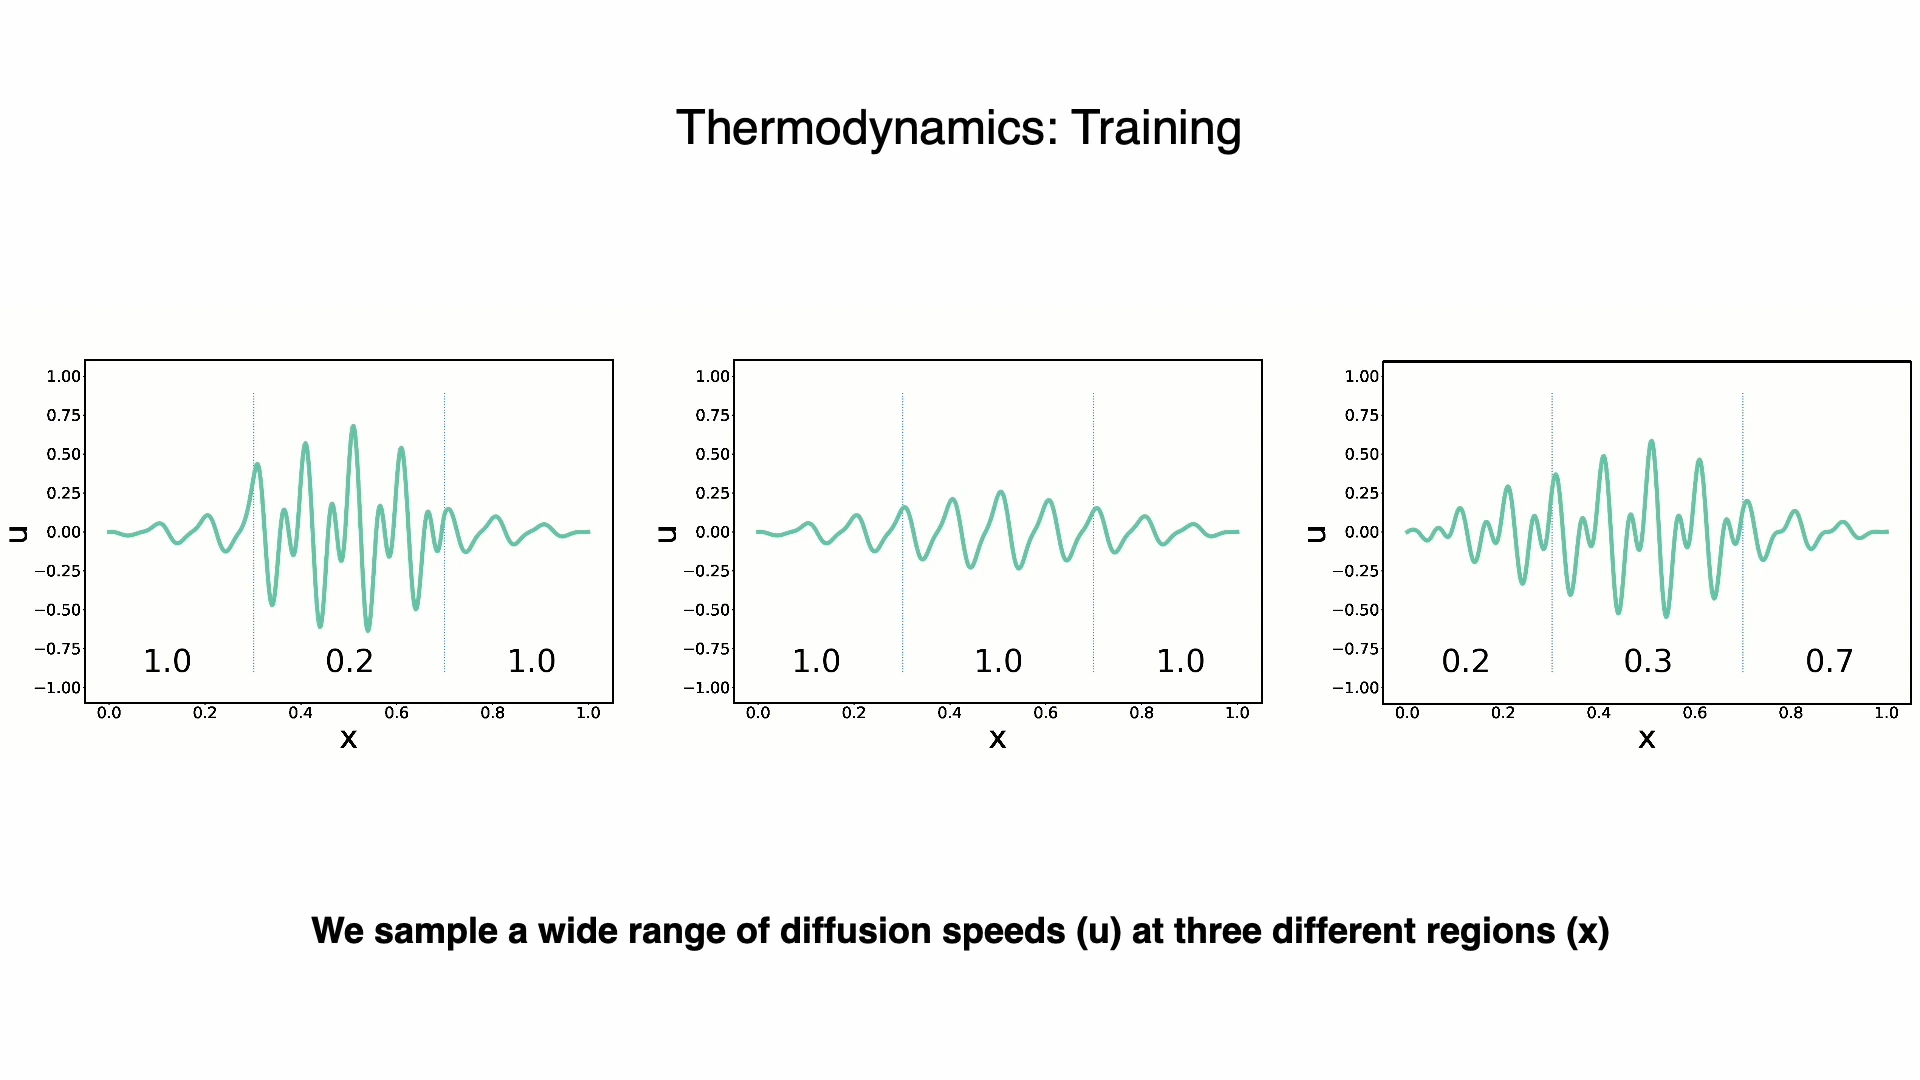 Thermodynamics: Training
1.00
0.75
0.50
0.25
0.00
−0.25
−0.50
−0.75
−1.00
u
1.0 0.2 1.0
0.0 0.2 0.4 0.6 0.8 1.0
x
1.00
0.75
0.50
0.25
0.00
−0.25
−0.50
−0.75
−1.00
u
1.0 1.0 1.0
0.0 0.2 0.4 0.6 0.8 1.0
x
1.00
0.75
0.50
0.25
0.00
−0.25
−0.50
−0.75
−1.00
u
0.2 0.3 0.7
0.0 0.2 0.4 0.6 0.8 1.0
x
We sample a wide range of diffusion speeds (u) at three different regions (x)